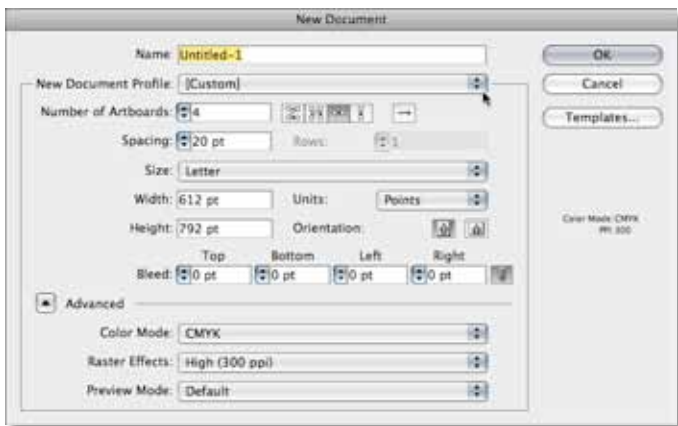 New Document
Name: Untitled-1
OK
New Document Profile: [Custom]
Cancel
Number of Artboards: 4
Templates...
Spacing: 20 pt Rows: 1
Size: Letter
Width: 612 pt Units: Points
Height: 792 pt Orientation:
Color Mode: CMYK
PPI: 300
Top Bottom Left Right
Bleed: 0 pt 0 pt 0 pt 0 pt
Advanced
Color Mode: CMYK
Raster Effects: High (300 ppi)
Preview Mode: Default